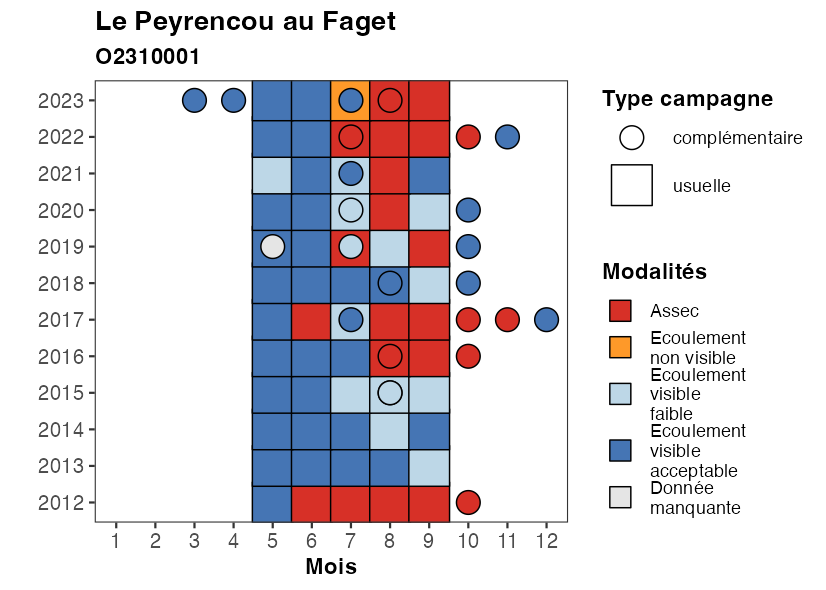 Le Peyrencou au Faget
O2310001
2023
2022
2021
2020
2019
2018
2017
2016
2015
2014
2013
2012
1 2 3 4 5 6 7 8 9 10 11 12
Mois
Type campagne
complémentaire
usuelle
Modalités
Assec
Ecoulement
non visible
Ecoulement
visible
faible
Ecoulement
visible
acceptable
Donnée
manquante